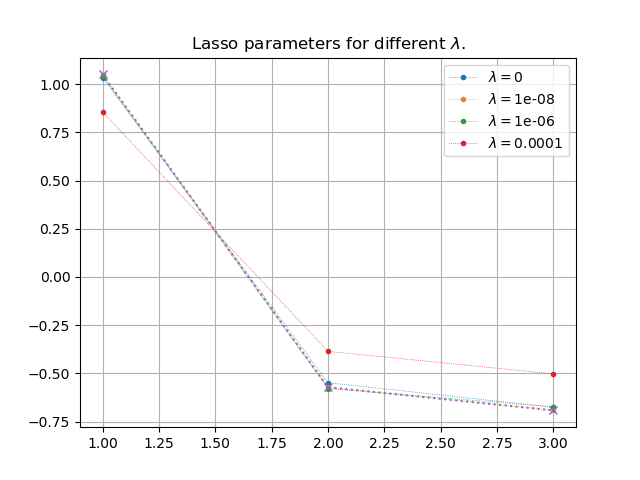 Lasso parameters for different λ.
λ = 0
λ = 1e-08
λ = 1e-06
λ = 0.0001
1.00
0.75
0.50
0.25
0.00
−0.25
−0.50
−0.75
1.00 1.25 1.50 1.75 2.00 2.25 2.50 2.75 3.00